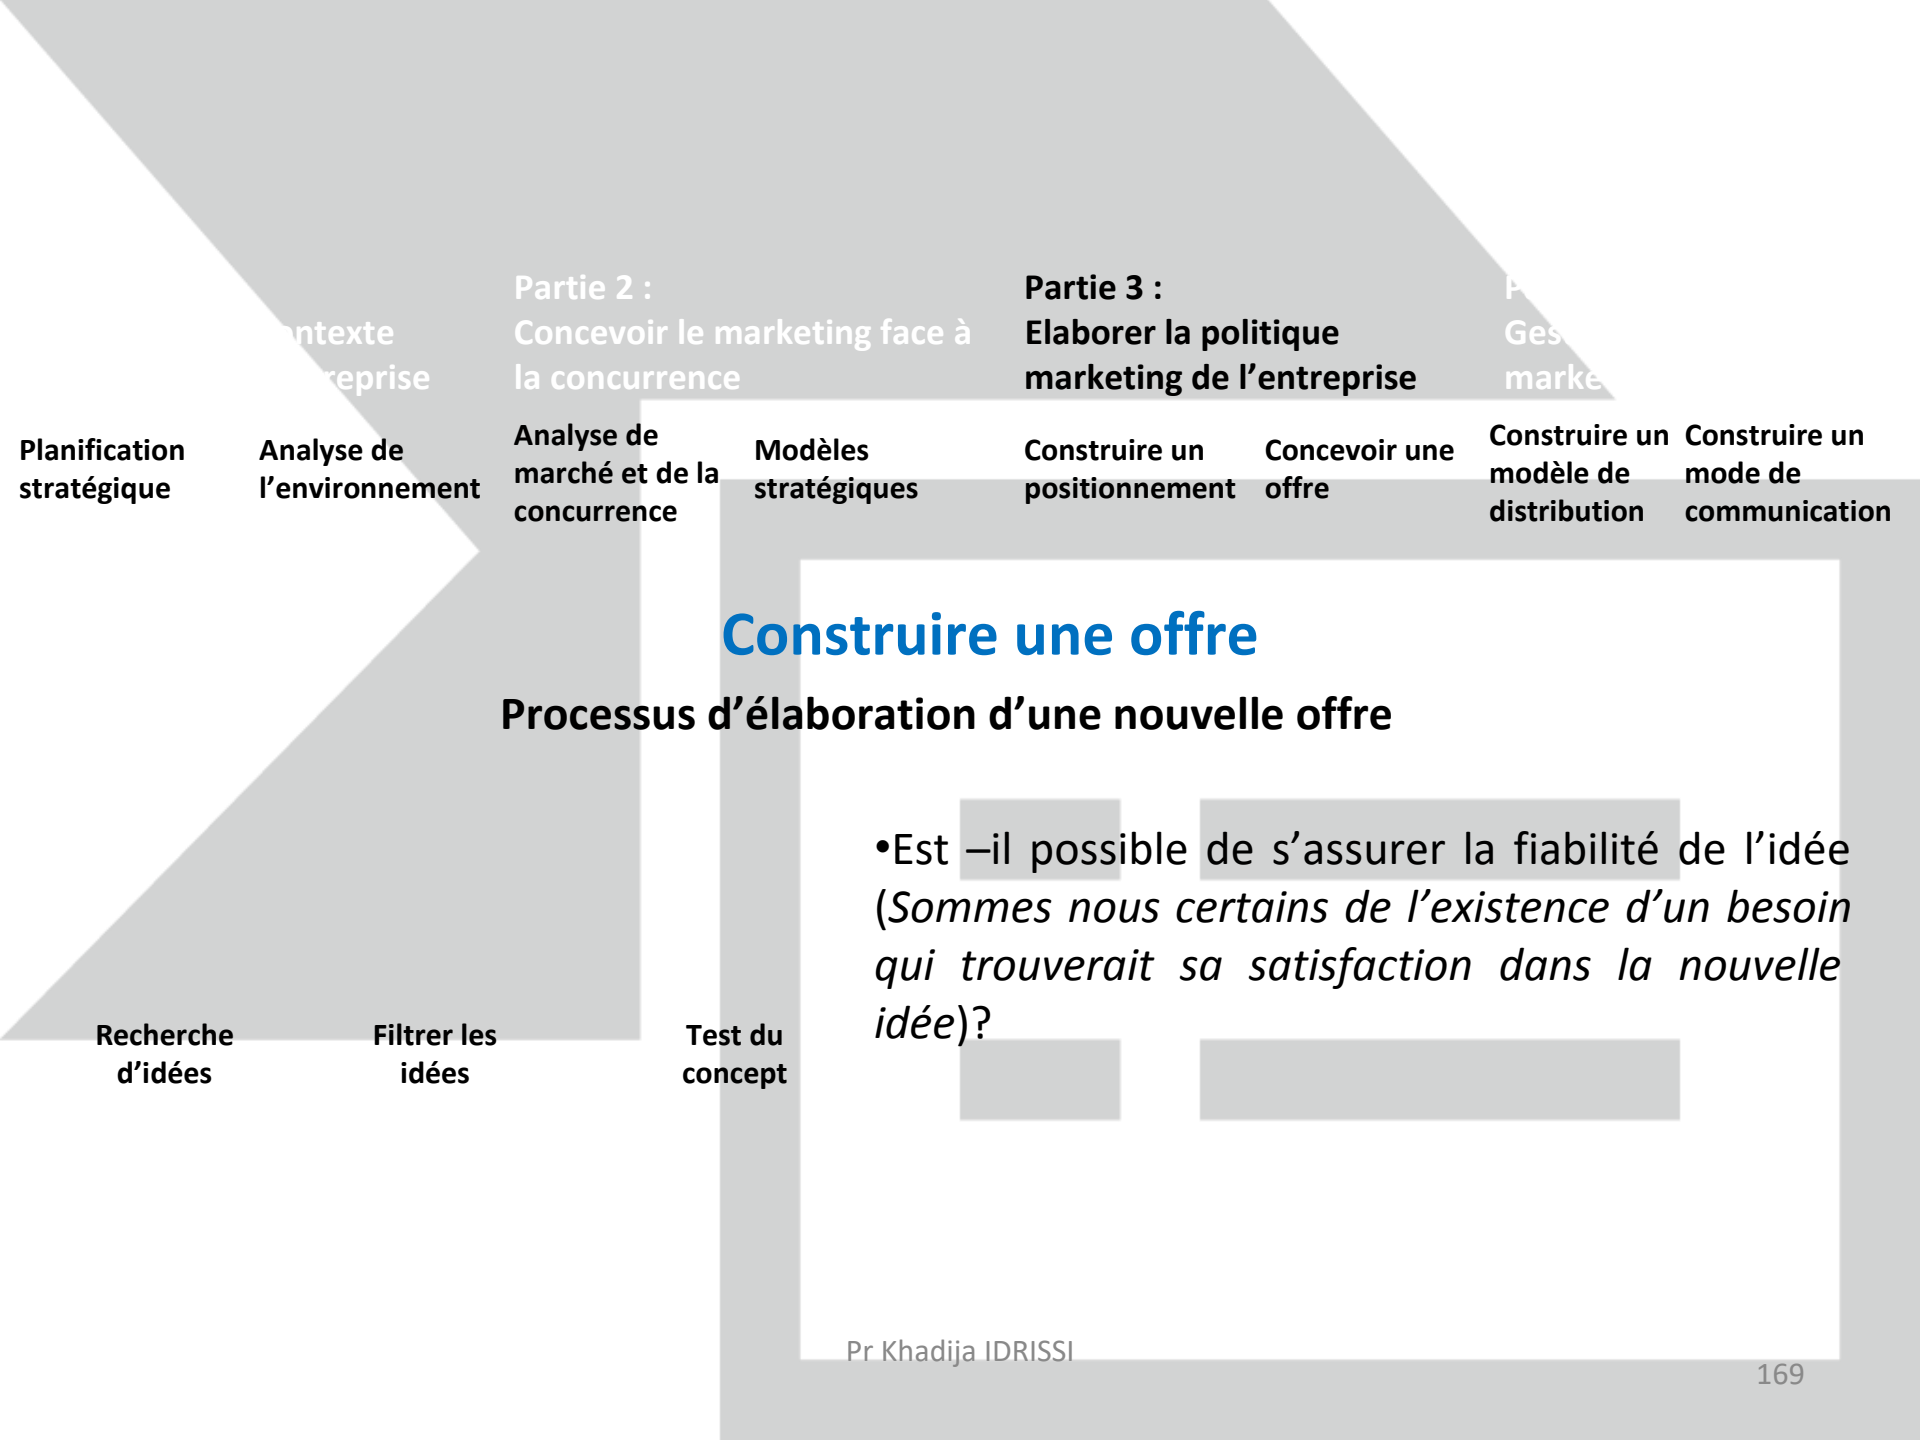 Partie 2 :
Concevoir le marketing face à
la concurrence
Partie 3 :
Elaborer la politique
marketing de l’entreprise
Planification
stratégique
Analyse de
l’environnement
Analyse de
marché et de la
concurrence
Modèles
stratégiques
Construire un
positionnement
Concevoir une
offre
Construire un
modèle de
distribution
Construire un
mode de
communication
Construire une offre
Processus d’élaboration d’une nouvelle offre
•Est –il possible de s’assurer la fiabilité de l’idée
(Sommes nous certains de l’existence d’un besoin
qui trouverait sa satisfaction dans la nouvelle
idée)?
Recherche
d’idées
Filtrer les
idées
Test du
concept
Pr Khadija IDRISSI
169